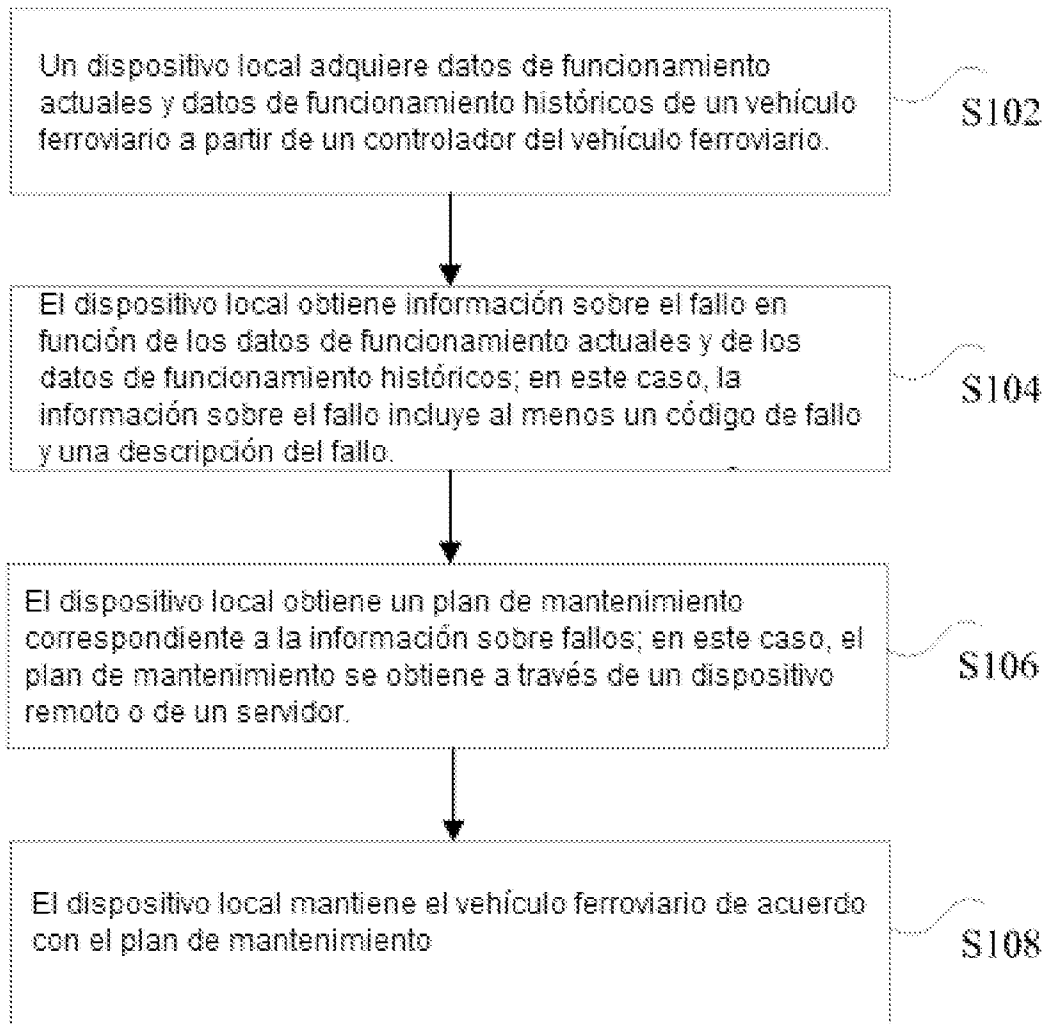 Un dispositivo local adquiere datos de funcionamiento
actuales y datos de funcionamiento históricos de un vehículo
ferroviario a partir de un controlador del vehículo ferroviario.
S102
El dispositivo local obtiene información sobre el fallo en
función de los datos de funcionamiento actuales y de los
datos de funcionamiento históricos; en este caso, la
información sobre el fallo incluye al menos un código de fallo
y una descripción del fallo.
S104
El dispositivo local obtiene un plan de mantenimiento
correspondiente a la información sobre fallos; en este caso, el
plan de mantenimiento se obtiene a través de un dispositivo
remoto o de un servidor.
S106
El dispositivo local mantiene el vehículo ferroviario de acuerdo
con el plan de mantenimiento
S108